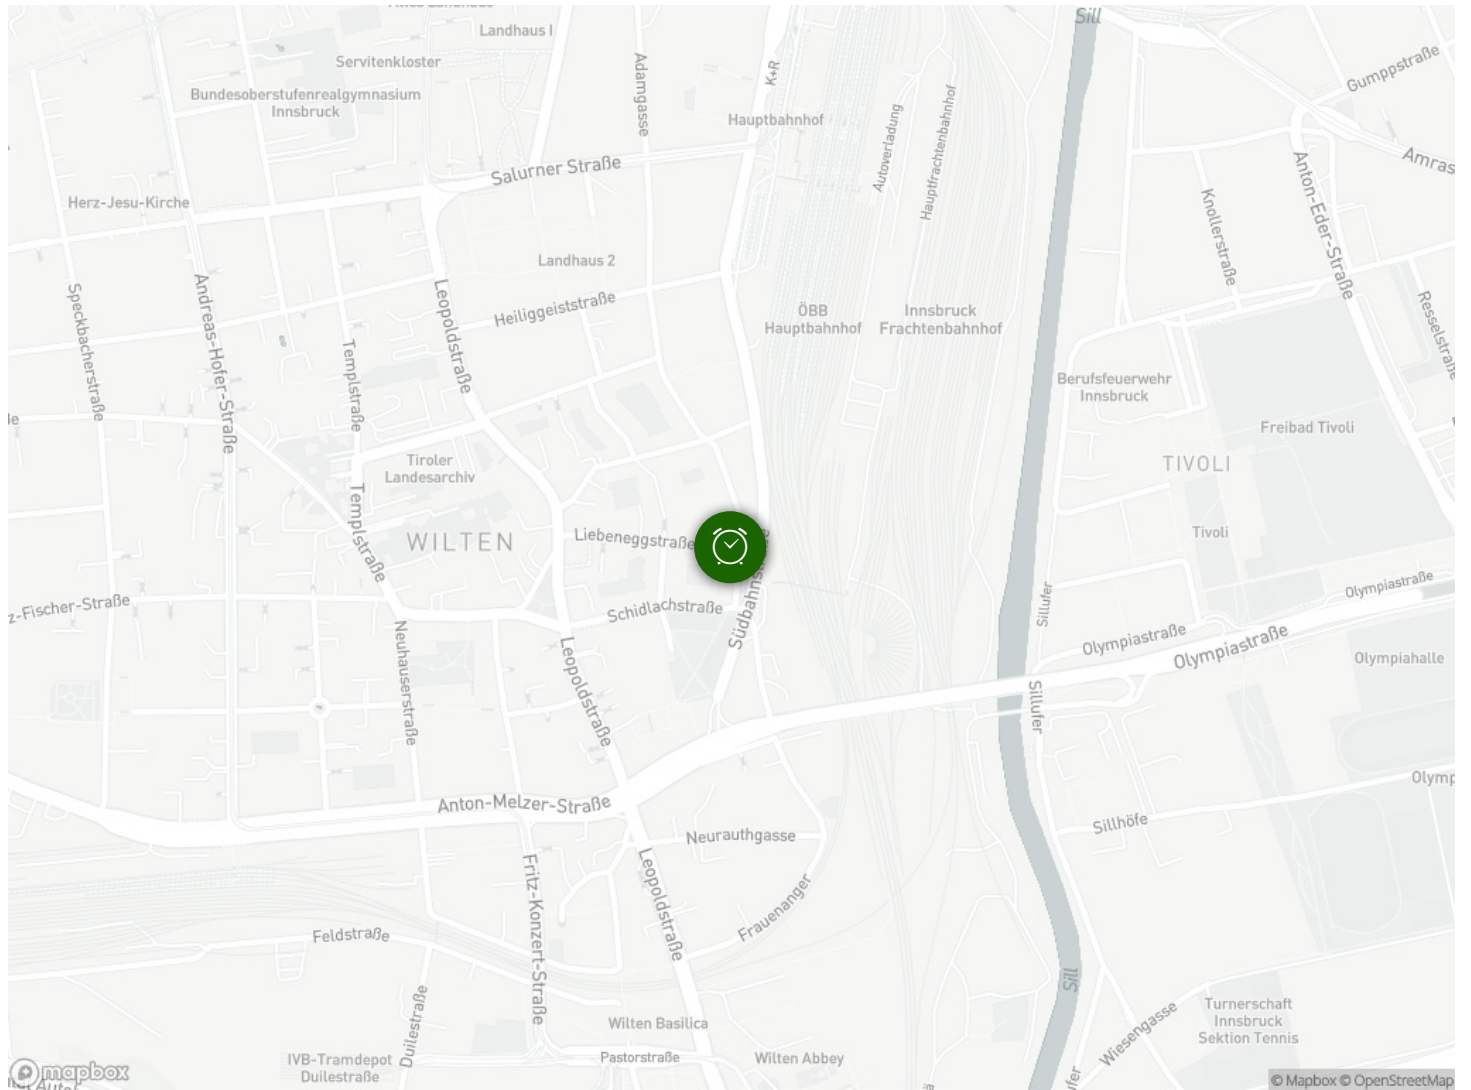 Sill
Landhaus I
Gumppstraße
Servitenkloster
Adamgasse
K+R
Bundesoberstufenrealgymnasium
Innsbruck
Hauptbahnhof
Autoverladung
Hauptfrachtenbahnhof
Amras
Salurner Straße
Anton-Eder-Straße
Knollerstraße
Herz-Jesu-Kirche
Landhaus 2
Andreas-Hofer-Straße
Leopoldstraße
Speckbacherstraße
Heiliggeiststraße
ÖBB
Hauptbahnhof
Innsbruck
Frachtenbahnhof
Resselstraße
Templstraße
Berufsfeuerwehr
Innsbruck
Freibad Tivoli
Tiroler
Landesarchiv
TIVOLI
Templstraße
WILTEN
Liebeneggstraße
Tivoli
z-Fischer-Straße
Schidlachstraße
Südbahnstraße
Sillufer
Olympiastraße
Olympiastraße
Olympiastraße
Olympiahalle
Neuhauserstraße
Leopoldstraße
Sillufer
Olymp
Anton-Melzer-Straße
Neurauthgasse
Sillhöfe
Fritz-Konzert-Straße
Leopoldstraße
Frauenanger
Feldstraße
Sill
Duilestraße
Wilten Basilica
Turnerschaft
Innsbruck
Sektion Tennis
Wiesengasse
IVB-Tramdepot
Duilestraße
Pastorstraße
Wilten Abbey
mapbox
© Mapbox © OpenStreetMap